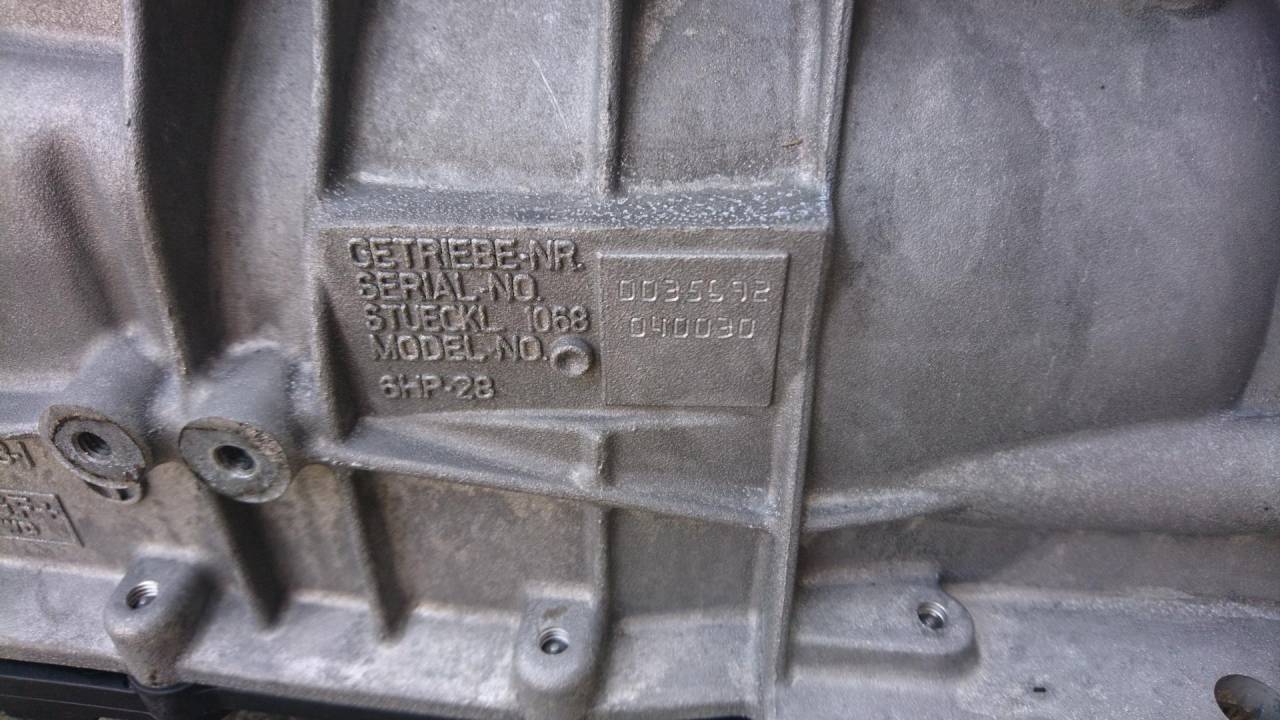 GETRIEBE-NR.
SERIAL-NO.
STUECKL 1068
MODEL-NO.
6HP-28
0035592
040030